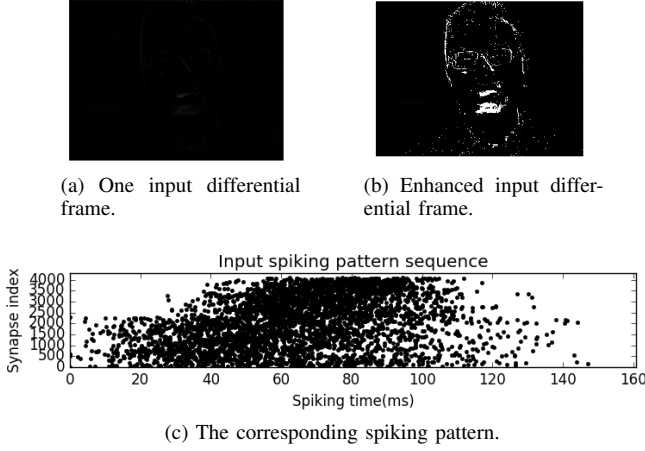 (a) One input differential
frame.
(b) Enhanced input differ-
ential frame.
Input spiking pattern sequence
Synapse index
4000
3500
3000
2500
2000
1500
1000
500
0
0 20 40 60 80 100 120 140 160
Spiking time(ms)
(c) The corresponding spiking pattern.